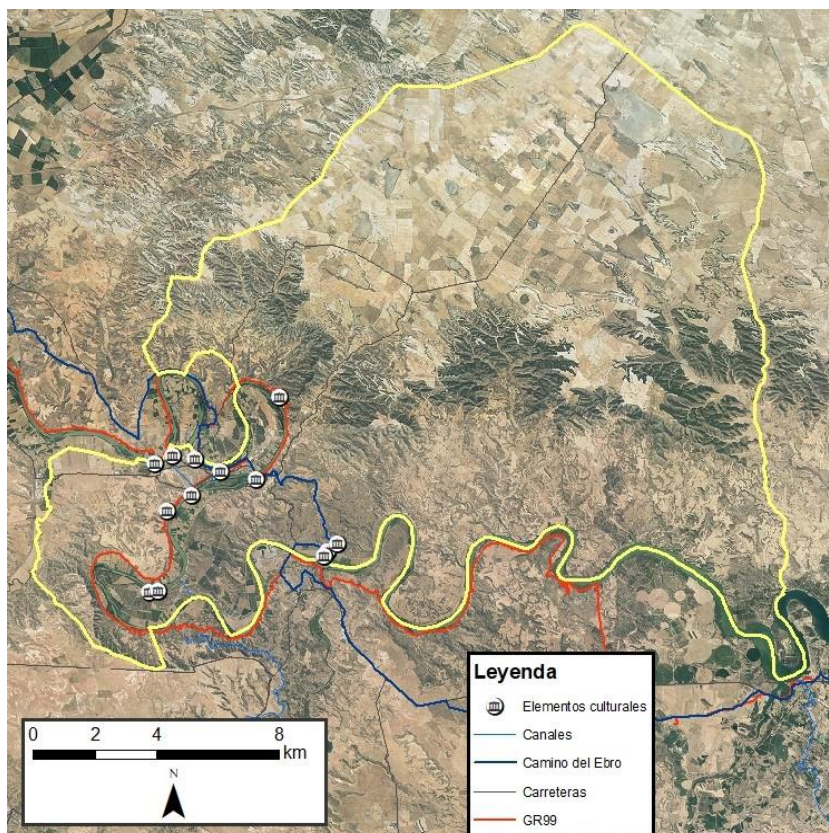 Leyenda
Elementos culturales
Canales
Camino del Ebro
Carreteras
GR99
0 2 4 8
km
N